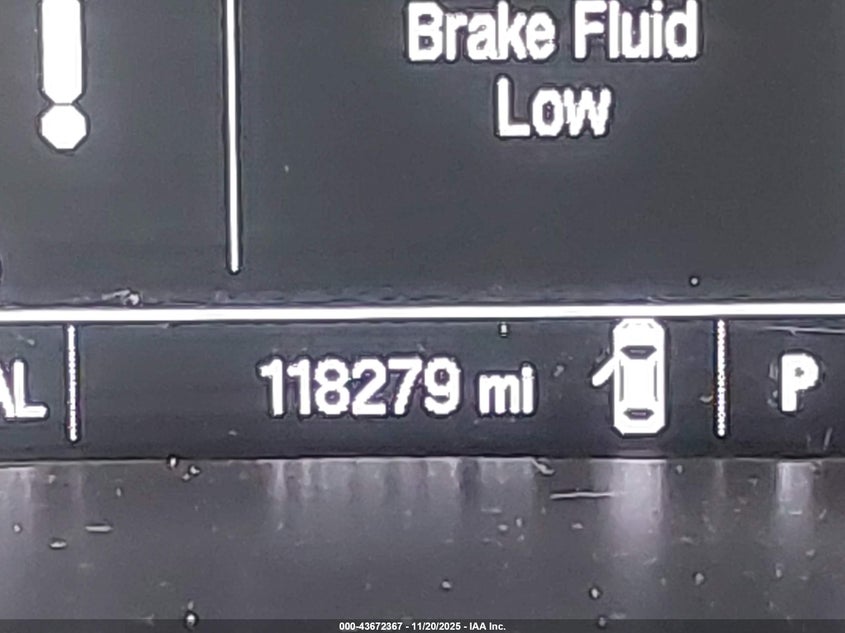 Brake Fluid
Low
AL
118279 mi
P
000-43672367 - 11/20/2025 - IAA Inc.